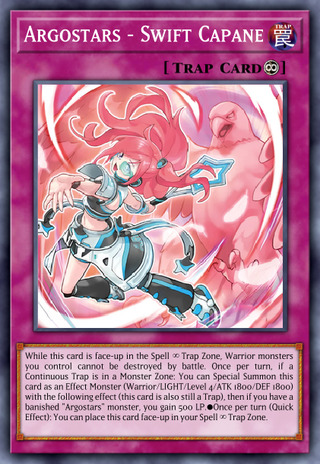 Argostars - Swift Capane
TRAP
罠
[Trap Card]
While this card is face-up in the Spell & Trap Zone, Warrior monsters
you control cannot be destroyed by battle. Once per turn, if a
Continuous Trap is in a Monster Zone: You can Special Summon this
card as an Effect Monster (Warrior/LIGHT/Level 4/ATK 1800/DEF 1800)
with the following effect (this card is also still a Trap), then if you have a
banished "Argostars" monster, you gain 500 LP.●Once per turn (Quick
Effect): You can place this card face-up in your Spell & Trap Zone.